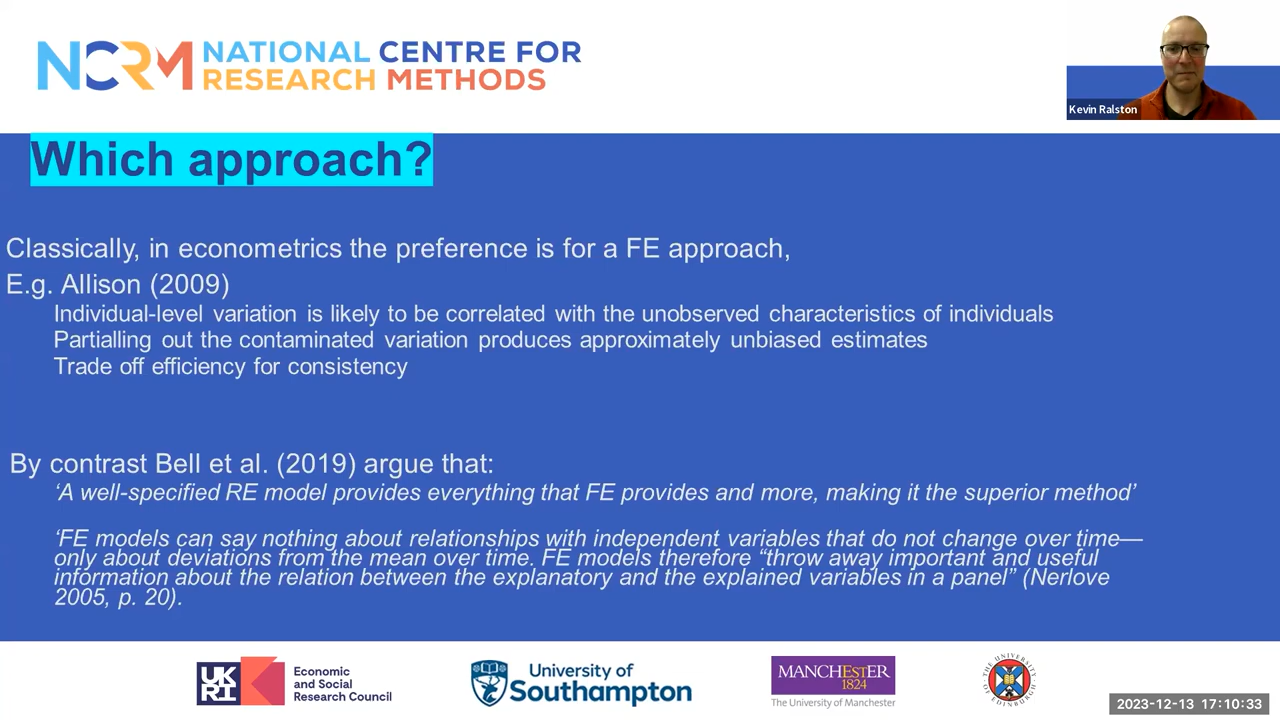 NCRM NATIONAL CENTRE FOR
RESEARCH METHODS
Kevin Ralston
Which approach?
Classically, in econometrics the preference is for a FE approach,
E.g. Allison (2009)
Individual-level variation is likely to be correlated with the unobserved characteristics of individuals
Partialling out the contaminated variation produces approximately unbiased estimates
Trade off efficiency for consistency
By contrast Bell et al. (2019) argue that:
‘A well-specified RE model provides everything that FE provides and more, making it the superior method’
‘FE models can say nothing about relationships with independent variables that do not change over time—
only about deviations from the mean over time. FE models therefore “throw away important and useful
information about the relation between the explanatory and the explained variables in a panel” (Nerlove
2005, p. 20).
UKRI
Economic
and Social
Research Council
University of
Southampton
MANCHESTER
1824
The University of Manchester
THE UNIVERSITY OF EDINBURGH
2023-12-13 17:10:33